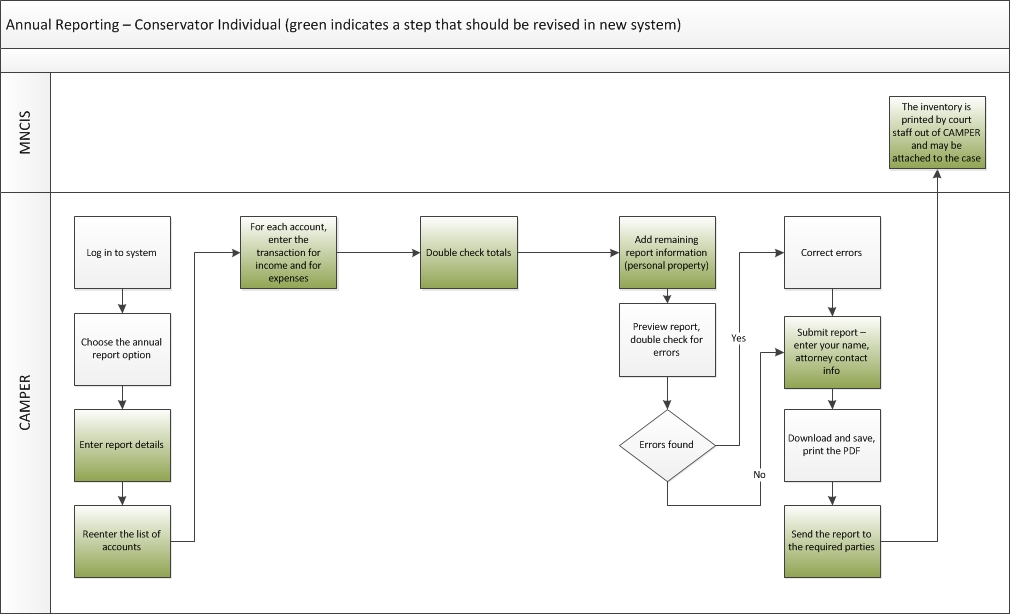 Annual Reporting – Conservator Individual (green indicates a step that should be revised in new system)
MNCIS
The inventory is
printed by court
staff out of CAMPER
and may be
attached to the case
CAMPER
Log in to system
Choose the annual
report option
Enter report details
Reenter the list of
accounts
For each account,
enter the
transaction for
income and for
expenses
Double check totals
Add remaining
report information
(personal property)
Preview report,
double check for
errors
Errors found
Yes
No
Correct errors
Submit report –
enter your name,
attorney contact
info
Download and save,
print the PDF
Send the report to
the required parties